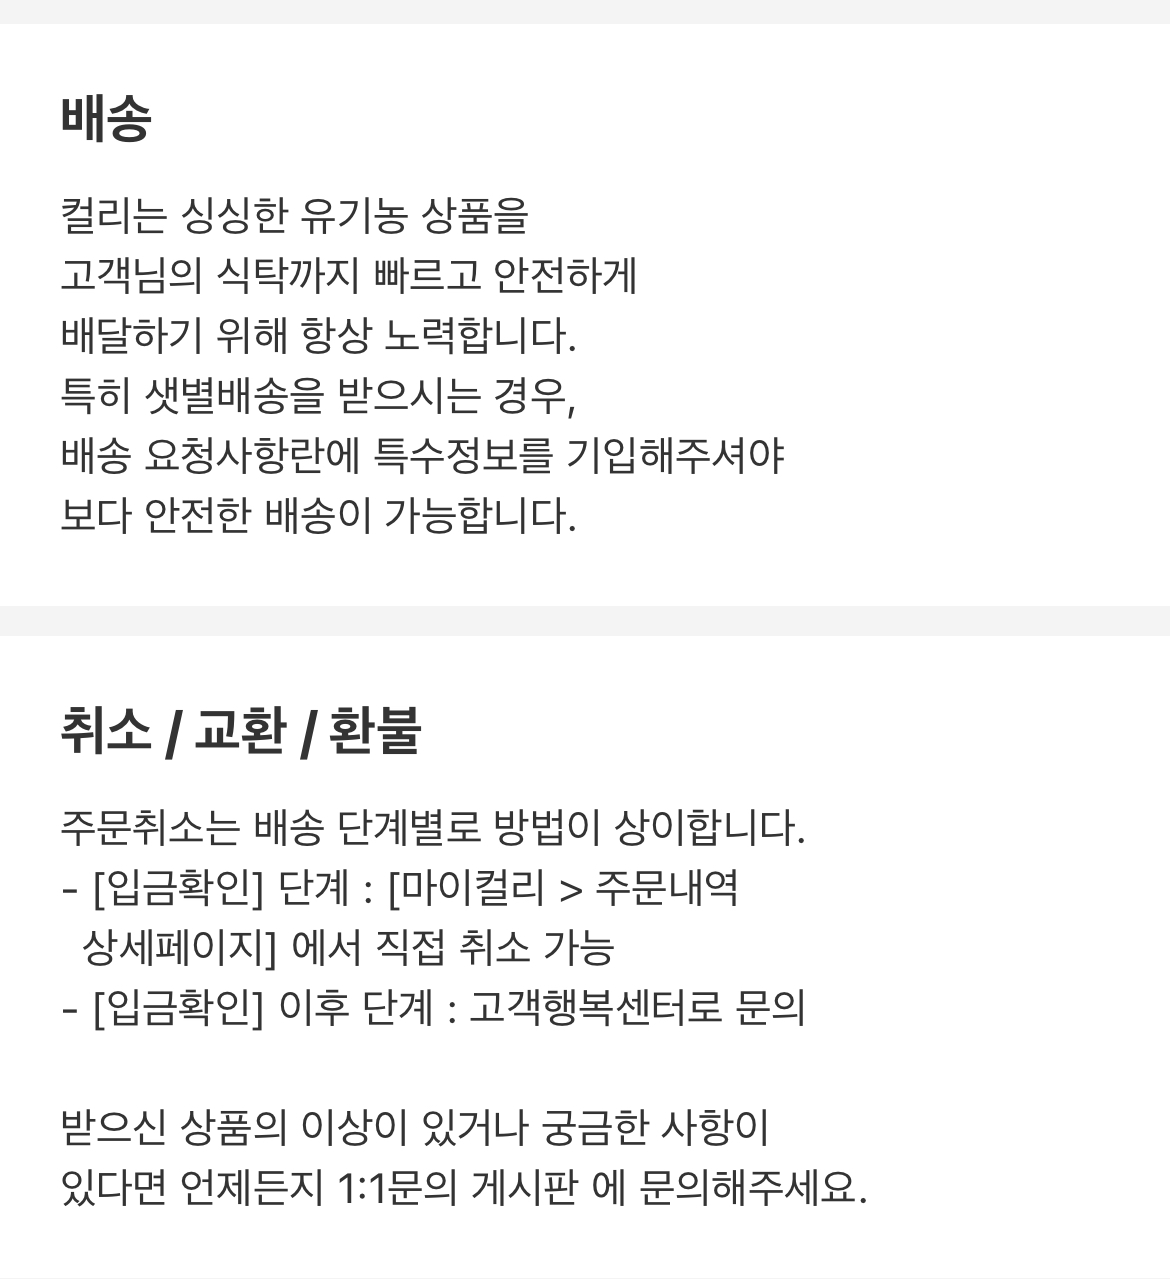 배송
컬리는 싱싱한 유기농 상품을
고객님의 식탁까지 빠르고 안전하게
배달하기 위해 항상 노력합니다.
특히 샛별배송을 받으시는 경우,
배송 요청사항란에 특수정보를 기입해주셔야
보다 안전한 배송이 가능합니다.
취소 / 교환 / 환불
주문취소는 배송 단계별로 방법이 상이합니다.
- [입금확인] 단계 : [마이컬리 > 주문내역
상세페이지] 에서 직접 취소 가능
- [입금확인] 이후 단계 : 고객행복센터로 문의
받으신 상품의 이상이 있거나 궁금한 사항이
있다면 언제든지 1:1문의 게시판 에 문의해주세요.